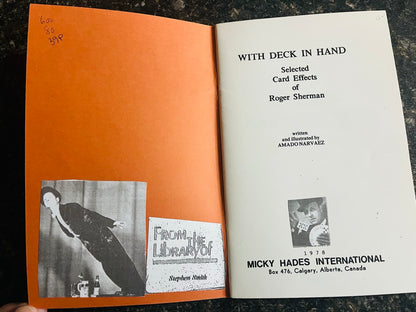 FROM THE
LIBRARY of
Stephen Smith
WITH DECK IN HAND
Selected
Card Effects
of
Roger Sherman
written
and illustrated by
AMADO NARVAEZ
1978
MICKY HADES INTERNATIONAL
Box 476, Calgary, Alberta, Canada